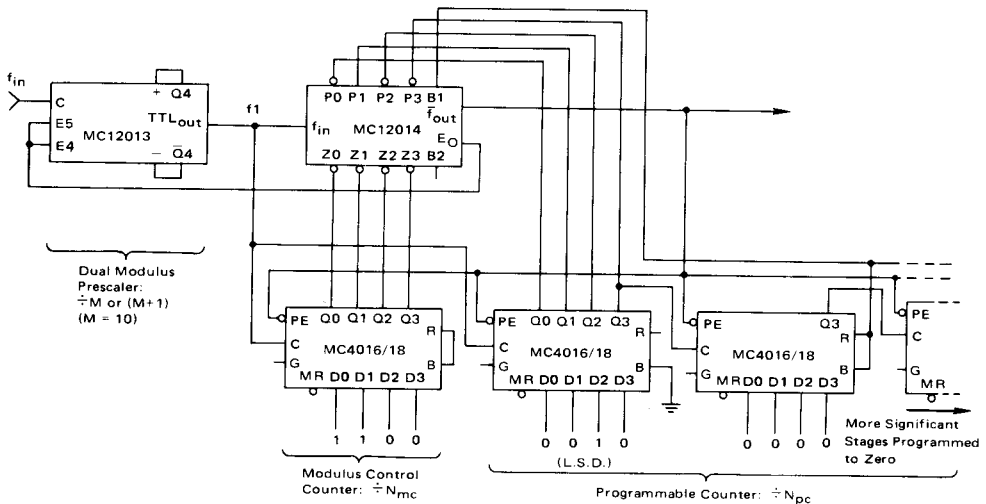 f_in
C
E5
E4
+ Q4
TTL_out
MC12013
− Q̄4
f1
P0 P1 P2 P3 B1
f_in
f̄_out
MC12014
E_O
Z0 Z1 Z2 Z3 B2
Dual Modulus
Prescaler:
÷M or (M+1)
(M = 10)
PE Q0 Q1 Q2 Q3
R
C
MC4016/18
G
B
MR D0 D1 D2 D3
1 1 0 0
Modulus Control
Counter: ÷N_mc
PE Q0 Q1 Q2 Q3
R
C
MC4016/18
G
B
MR D0 D1 D2 D3
0 0 1 0
(L.S.D.)
PE Q3
R
C
MC4016/18
G
B
MR D0 D1 D2 D3
0 0 0 0
PE
C
G
MR
More Significant
Stages Programmed
to Zero
Programmable Counter: ÷N_pc